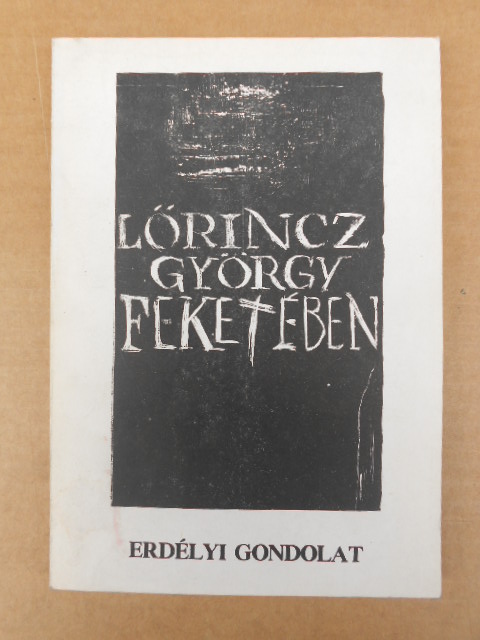 LŐRINCZ
GYÖRGY
FEKETÉBEN
ERDÉLYI GONDOLAT